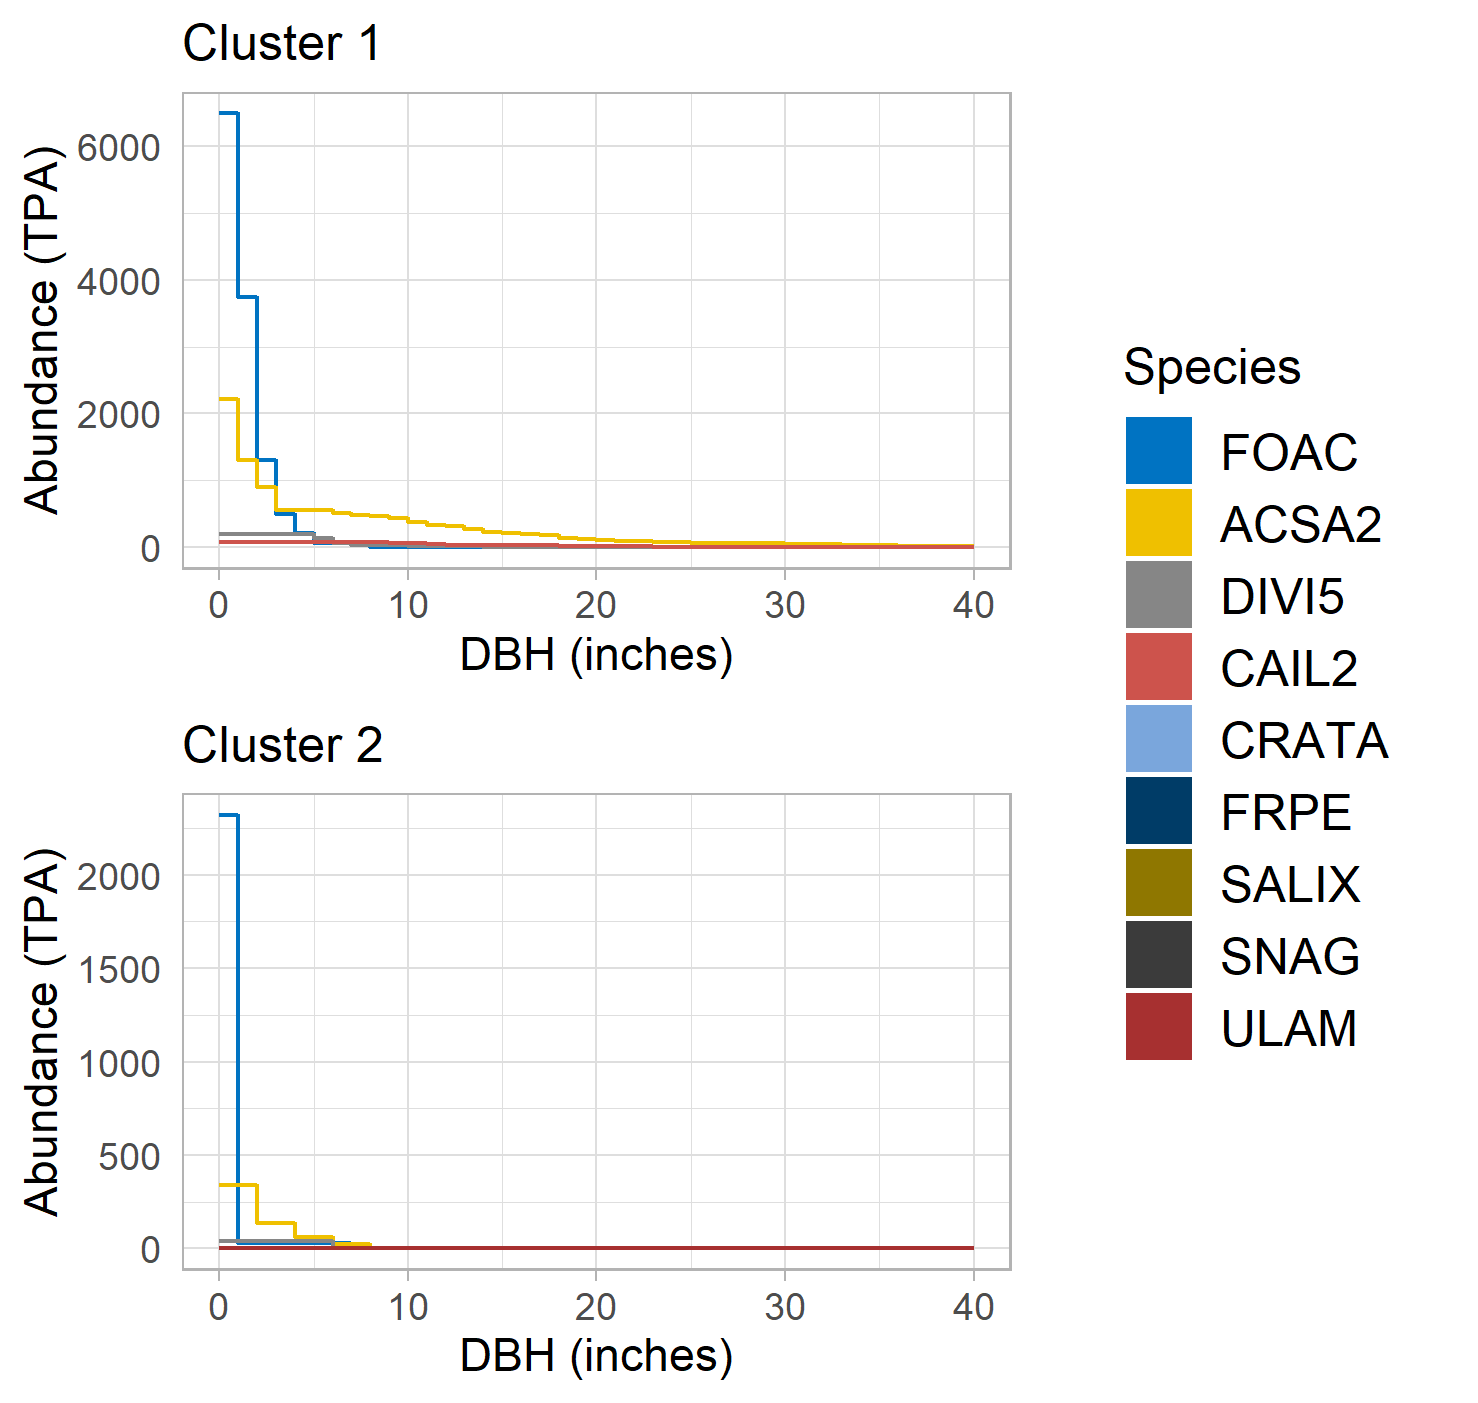 Cluster 1
Abundance (TPA)
6000
4000
2000
0
0 10 20 30 40
DBH (inches)
Cluster 2
Abundance (TPA)
2000
1500
1000
500
0
0 10 20 30 40
DBH (inches)
Species
FOAC
ACSA2
DIVI5
CAIL2
CRATA
FRPE
SALIX
SNAG
ULAM